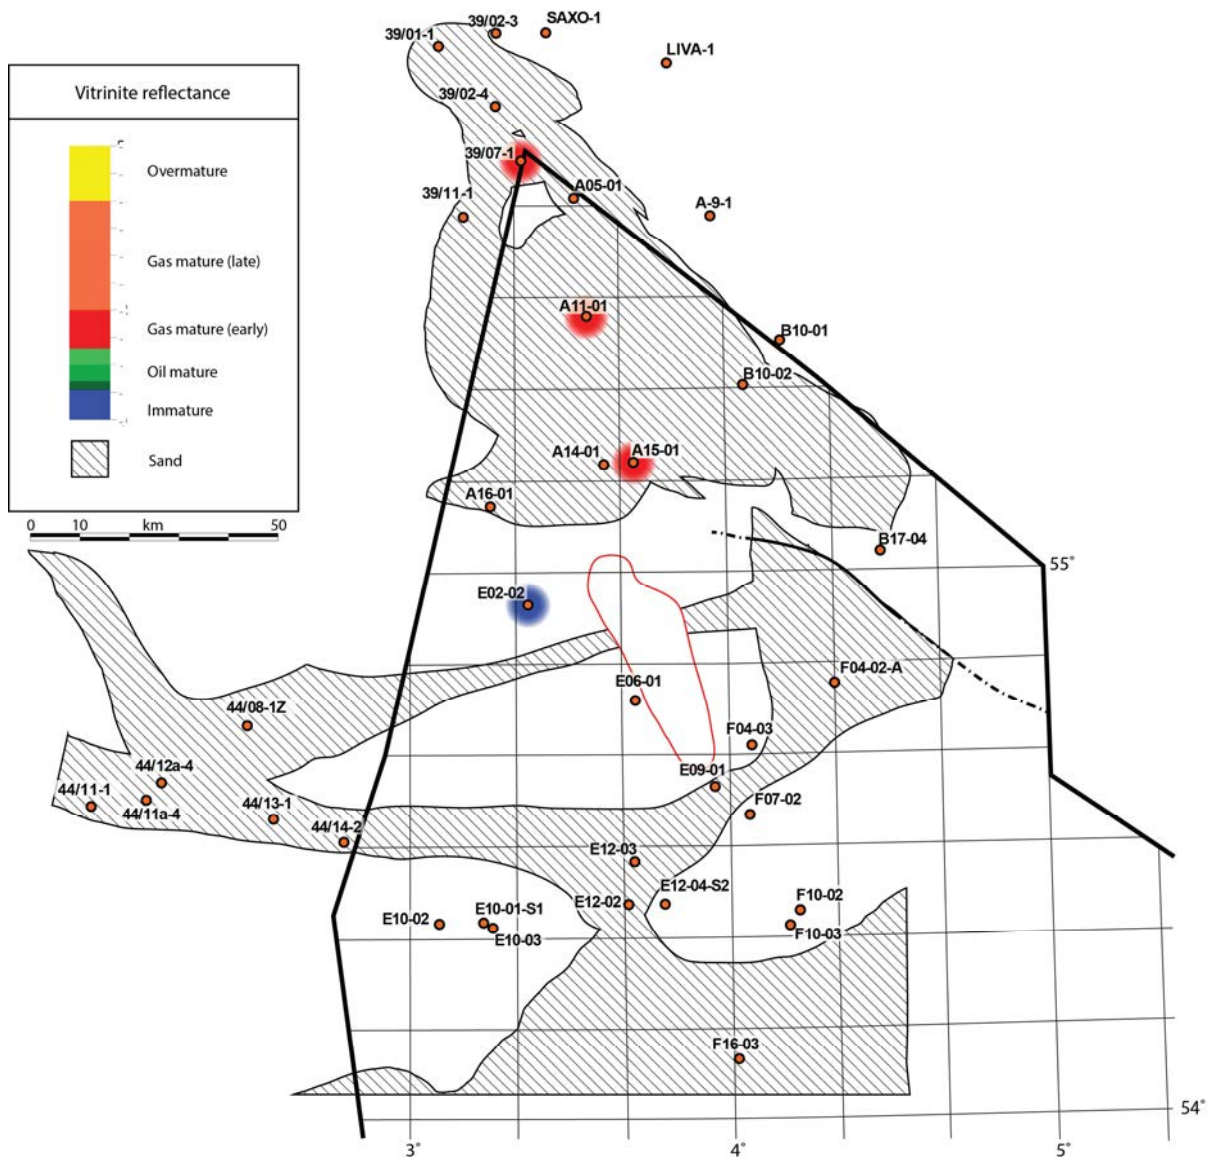 39/02-3
SAXO-1
39/01-1
LIVA-1
Vitrinite reflectance
39/02-4
Overmature
39/07-1
A05-01
39/11-1
A-9-1
Gas mature (late)
A11-01
Gas mature (early)
B10-01
Oil mature
B10-02
Immature
A14-01
A15-01
Sand
A16-01
0 10 km 50
B17-04
55°
E02-02
F04-02-A
E06-01
44/08-1Z
F04-03
44/12a-4
E09-01
44/11-1
44/11a-4
44/13-1
F07-02
44/14-2
E12-03
E12-04-S2
F10-02
E12-02
E10-02
E10-01-S1
E10-03
F10-03
F16-03
54°
3°
4°
5°